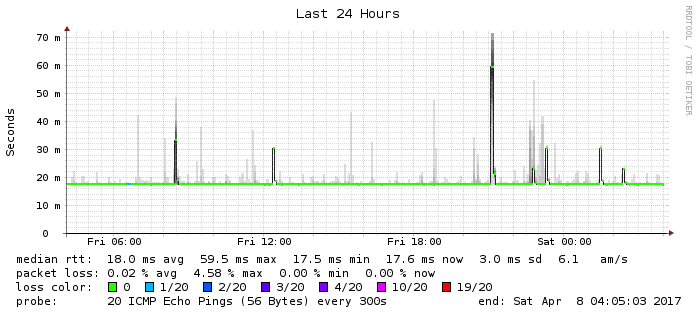 Last 24 Hours
RRDTOOL / TOBI OETIKER
Seconds
70 m
60 m
50 m
40 m
30 m
20 m
10 m
0
Fri 06:00 Fri 12:00 Fri 18:00 Sat 00:00
median rtt: 18.0 ms avg 59.5 ms max 17.5 ms min 17.6 ms now 3.0 ms sd 6.1 am/s
packet loss: 0.02 % avg 4.58 % max 0.00 % min 0.00 % now
loss color: 0 1/20 2/20 3/20 4/20 10/20 19/20
probe: 20 ICMP Echo Pings (56 Bytes) every 300s end: Sat Apr 8 04:05:03 2017